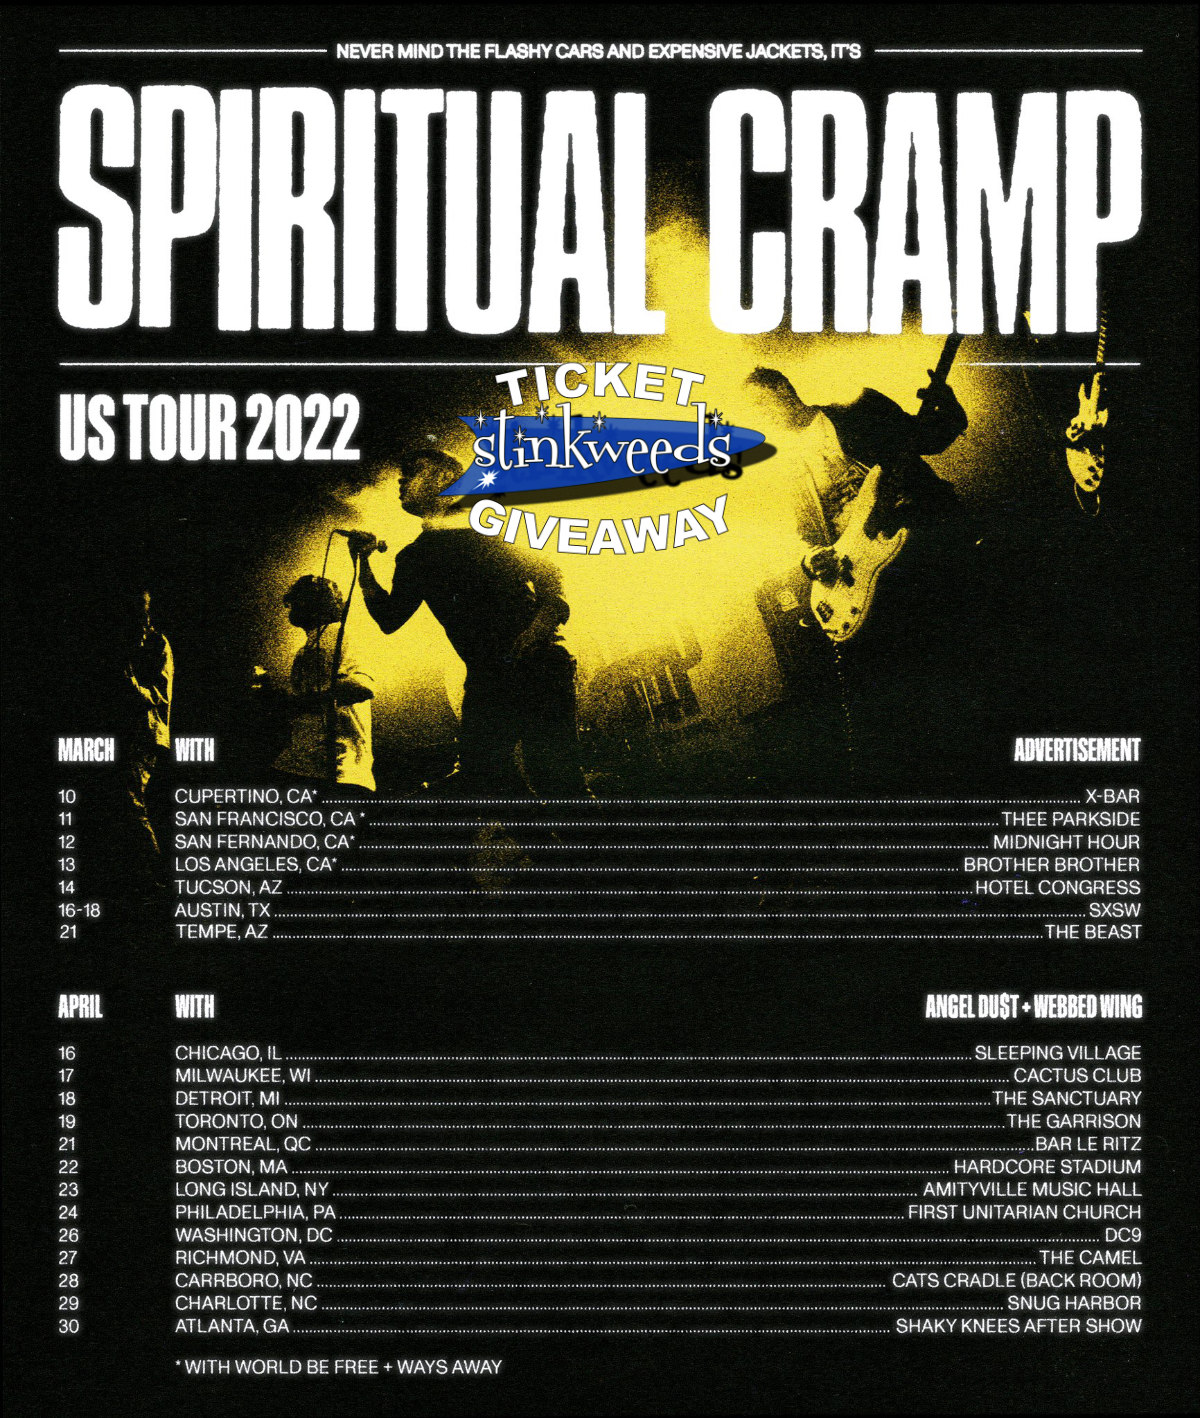 NEVER MIND THE FLASHY CARS AND EXPENSIVE JACKETS, IT'S
SPIRITUAL CRAMP
US TOUR 2022
TICKET
stinkweeds
GIVEAWAY
MARCH WITH ADVERTISEMENT
10 CUPERTINO, CA* X-BAR
11 SAN FRANCISCO, CA * THEE PARKSIDE
12 SAN FERNANDO, CA* MIDNIGHT HOUR
13 LOS ANGELES, CA* BROTHER BROTHER
14 TUCSON, AZ HOTEL CONGRESS
16-18 AUSTIN, TX SXSW
21 TEMPE, AZ THE BEAST
APRIL WITH ANGEL DU$T + WEBBED WING
16 CHICAGO, IL SLEEPING VILLAGE
17 MILWAUKEE, WI CACTUS CLUB
18 DETROIT, MI THE SANCTUARY
19 TORONTO, ON THE GARRISON
21 MONTREAL, QC BAR LE RITZ
22 BOSTON, MA HARDCORE STADIUM
23 LONG ISLAND, NY AMITYVILLE MUSIC HALL
24 PHILADELPHIA, PA FIRST UNITARIAN CHURCH
26 WASHINGTON, DC DC9
27 RICHMOND, VA THE CAMEL
28 CARRBORO, NC CATS CRADLE (BACK ROOM)
29 CHARLOTTE, NC SNUG HARBOR
30 ATLANTA, GA SHAKY KNEES AFTER SHOW
* WITH WORLD BE FREE + WAYS AWAY